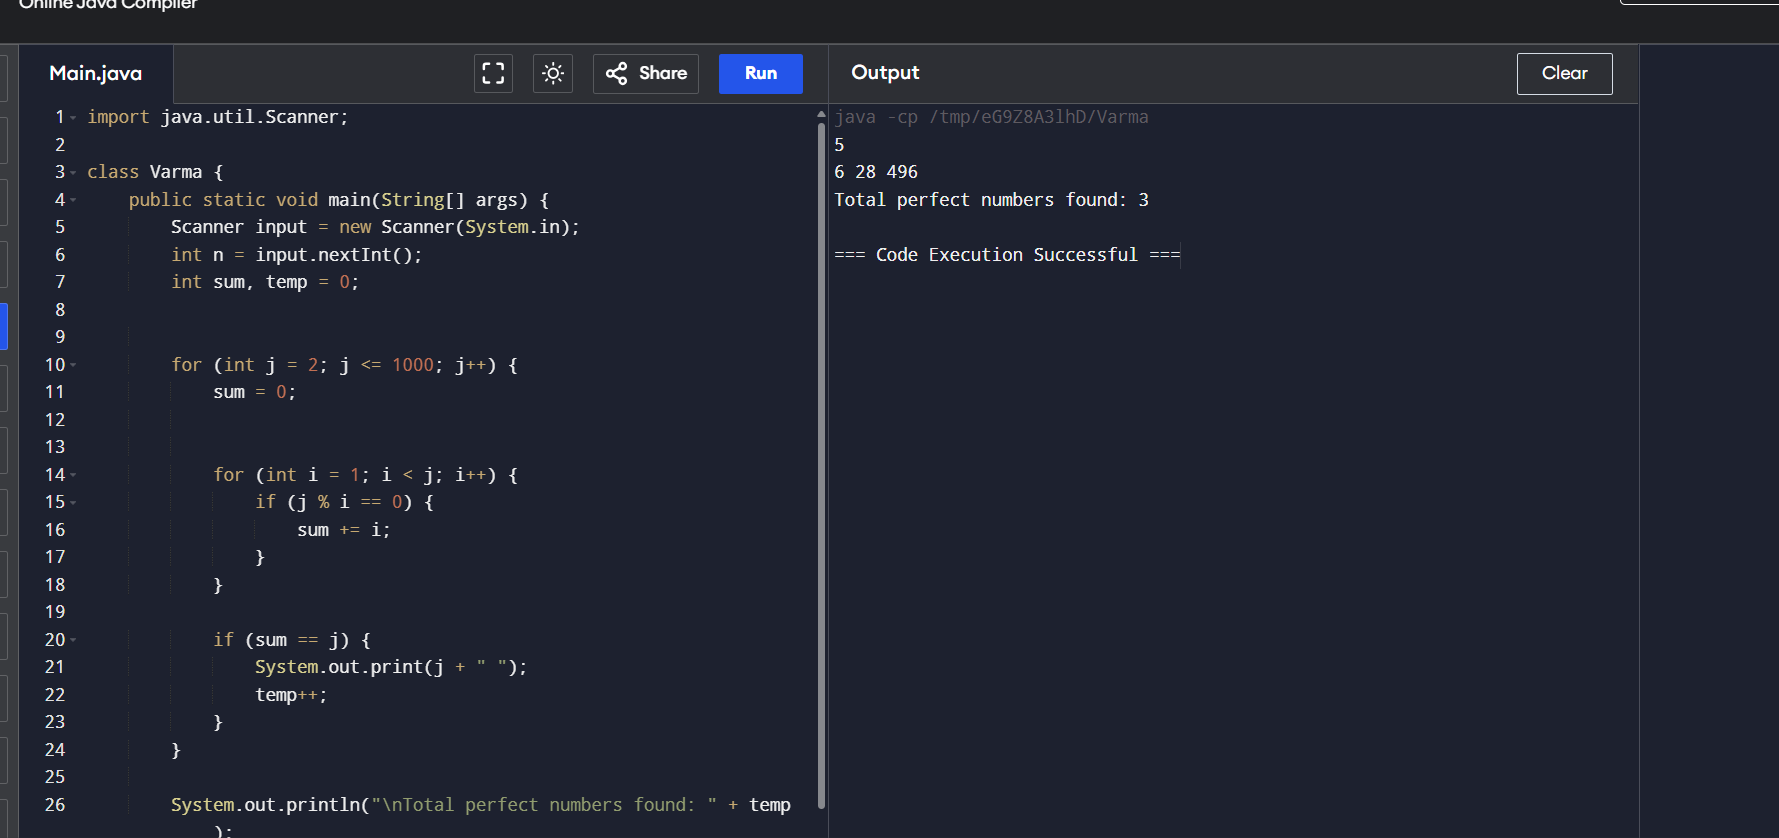 Online Java Compiler
Main.java
Share
Run
Output
Clear
1 import java.util.Scanner;
2
3 class Varma {
4 public static void main(String[] args) {
5 Scanner input = new Scanner(System.in);
6 int n = input.nextInt();
7 int sum, temp = 0;
8
9
10 for (int j = 2; j <= 1000; j++) {
11 sum = 0;
12
13
14 for (int i = 1; i < j; i++) {
15 if (j % i == 0) {
16 sum += i;
17 }
18 }
19
20 if (sum == j) {
21 System.out.print(j + " ");
22 temp++;
23 }
24 }
25
26 System.out.println("\nTotal perfect numbers found: " + temp
);
java -cp /tmp/eG9Z8A3lhD/Varma
5
6 28 496
Total perfect numbers found: 3
=== Code Execution Successful ===